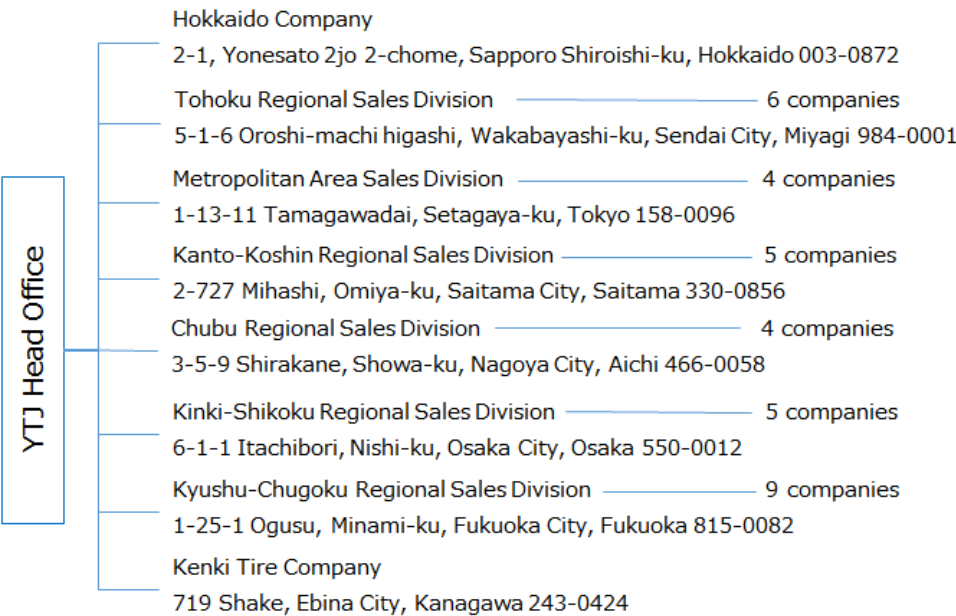 YTJ Head Office
Hokkaido Company
2-1, Yonesato 2jo 2-chome, Sapporo Shiroishi-ku, Hokkaido 003-0872
Tohoku Regional Sales Division 6 companies
5-1-6 Oroshi-machi higashi, Wakabayashi-ku, Sendai City, Miyagi 984-0001
Metropolitan Area Sales Division 4 companies
1-13-11 Tamagawadai, Setagaya-ku, Tokyo 158-0096
Kanto-Koshin Regional Sales Division 5 companies
2-727 Mihashi, Omiya-ku, Saitama City, Saitama 330-0856
Chubu Regional Sales Division 4 companies
3-5-9 Shirakane, Showa-ku, Nagoya City, Aichi 466-0058
Kinki-Shikoku Regional Sales Division 5 companies
6-1-1 Itachibori, Nishi-ku, Osaka City, Osaka 550-0012
Kyushu-Chugoku Regional Sales Division 9 companies
1-25-1 Ogusu, Minami-ku, Fukuoka City, Fukuoka 815-0082
Kenki Tire Company
719 Shake, Ebina City, Kanagawa 243-0424